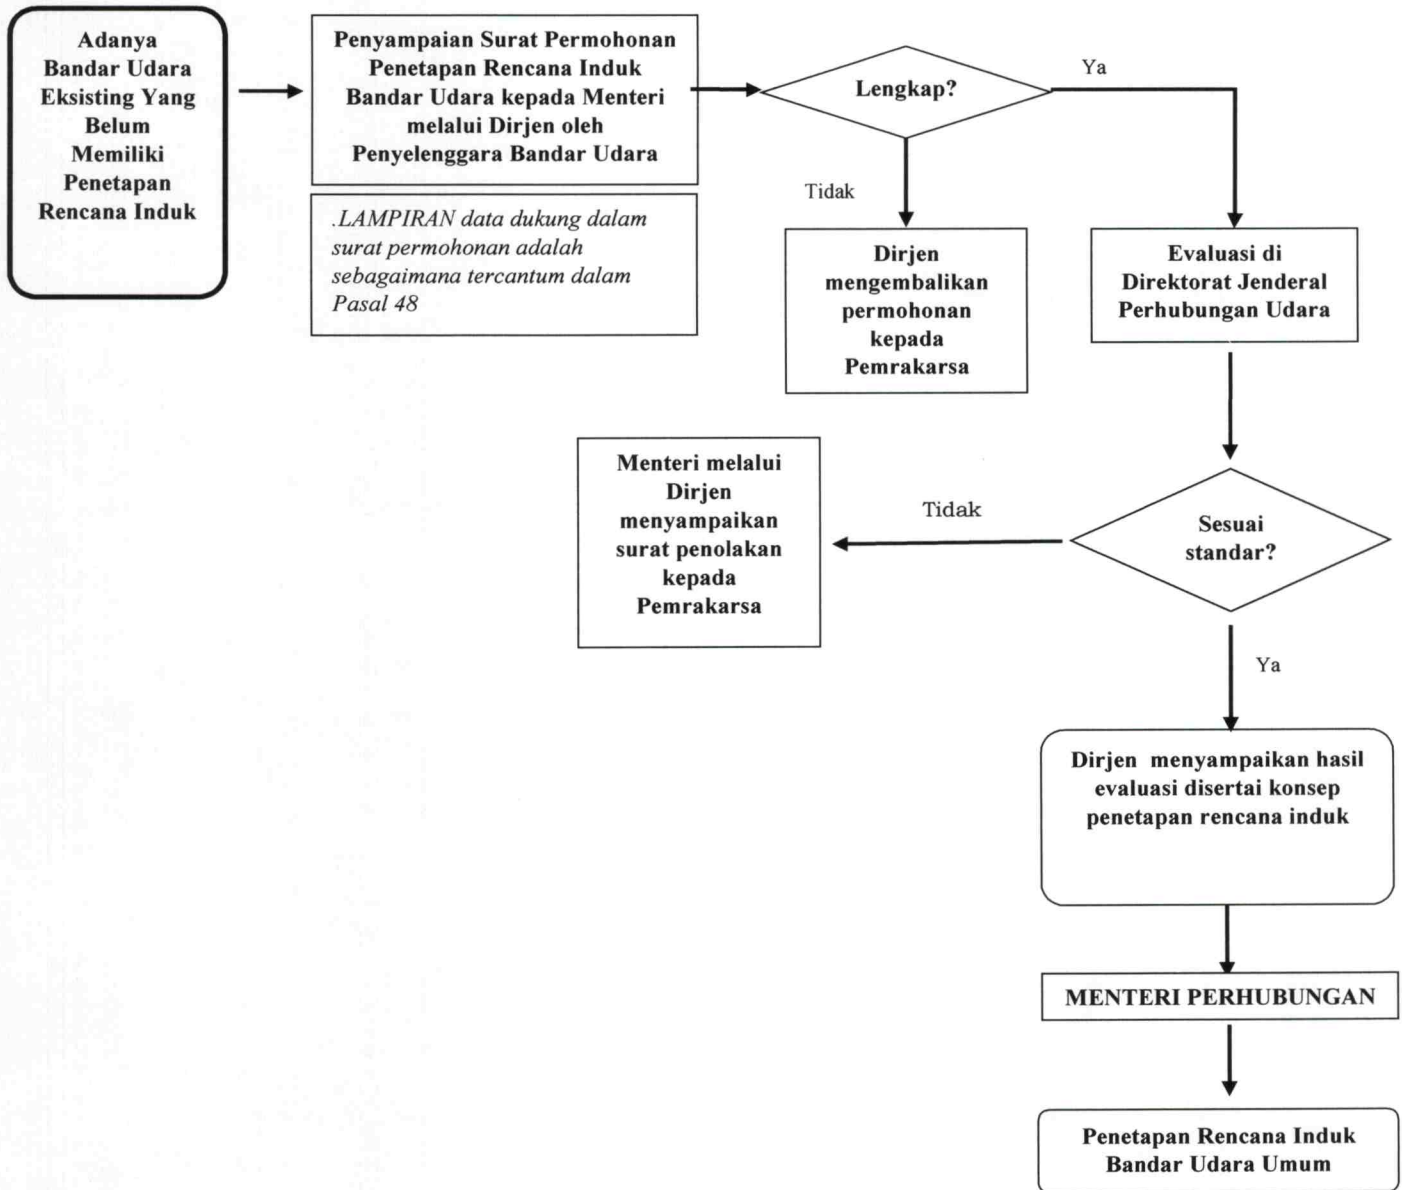 Adanya
Bandar Udara
Eksisting Yang
Belum
Memiliki
Penetapan
Rencana Induk
Penyampaian Surat Permohonan
Penetapan Rencana Induk
Bandar Udara kepada Menteri
melalui Dirjen oleh
Penyelenggara Bandar Udara
.LAMPIRAN data dukung dalam
surat permohonan adalah
sebagaimana tercantum dalam
Pasal 48
Lengkap?
Ya
Tidak
Dirjen
mengembalikan
permohonan
kepada
Pemrakarsa
Evaluasi di
Direktorat Jenderal
Perhubungan Udara
Sesuai
standar?
Tidak
Menteri melalui
Dirjen
menyampaikan
surat penolakan
kepada
Pemrakarsa
Ya
Dirjen menyampaikan hasil
evaluasi disertai konsep
penetapan rencana induk
MENTERI PERHUBUNGAN
Penetapan Rencana Induk
Bandar Udara Umum